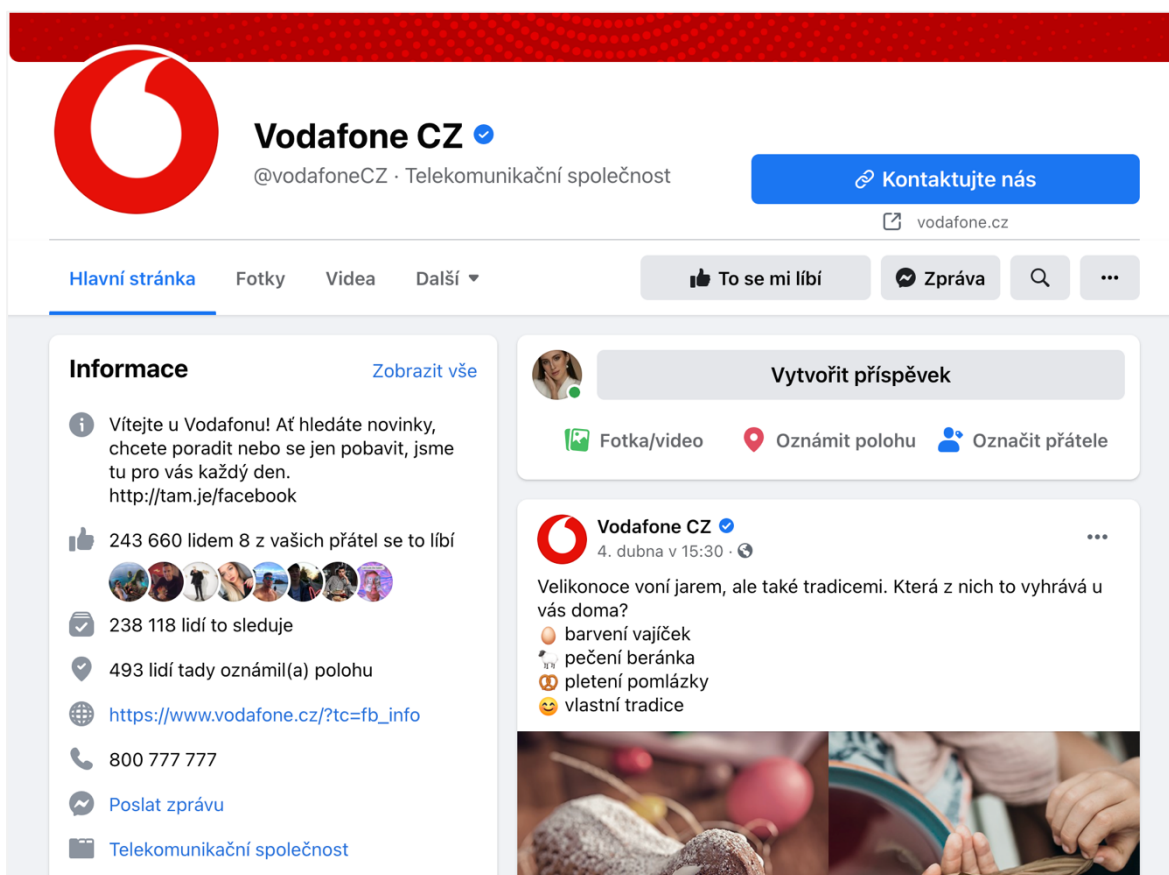 Vodafone CZ
@vodafoneCZ · Telekomunikační společnost
Kontaktujte nás
vodafone.cz
Hlavní stránka Fotky Videa Další
To se mi líbí Zpráva
Informace Zobrazit vše
Vítejte u Vodafonu! Ať hledáte novinky,
chcete poradit nebo se jen pobavit, jsme
tu pro vás každý den.
http://tam.je/facebook
243 660 lidem 8 z vašich přátel se to líbí
238 118 lidí to sleduje
493 lidí tady oznámil(a) polohu
https://www.vodafone.cz/?tc=fb_info
800 777 777
Poslat zprávu
Telekomunikační společnost
Vytvořit příspěvek
Fotka/video Oznámit polohu Označit přátele
Vodafone CZ
4. dubna v 15:30 ·
Velikonoce voní jarem, ale také tradicemi. Která z nich to vyhrává u
vás doma?
🥚 barvení vajíček
🐑 pečení beránka
🥨 pletení pomlázky
😊 vlastní tradice